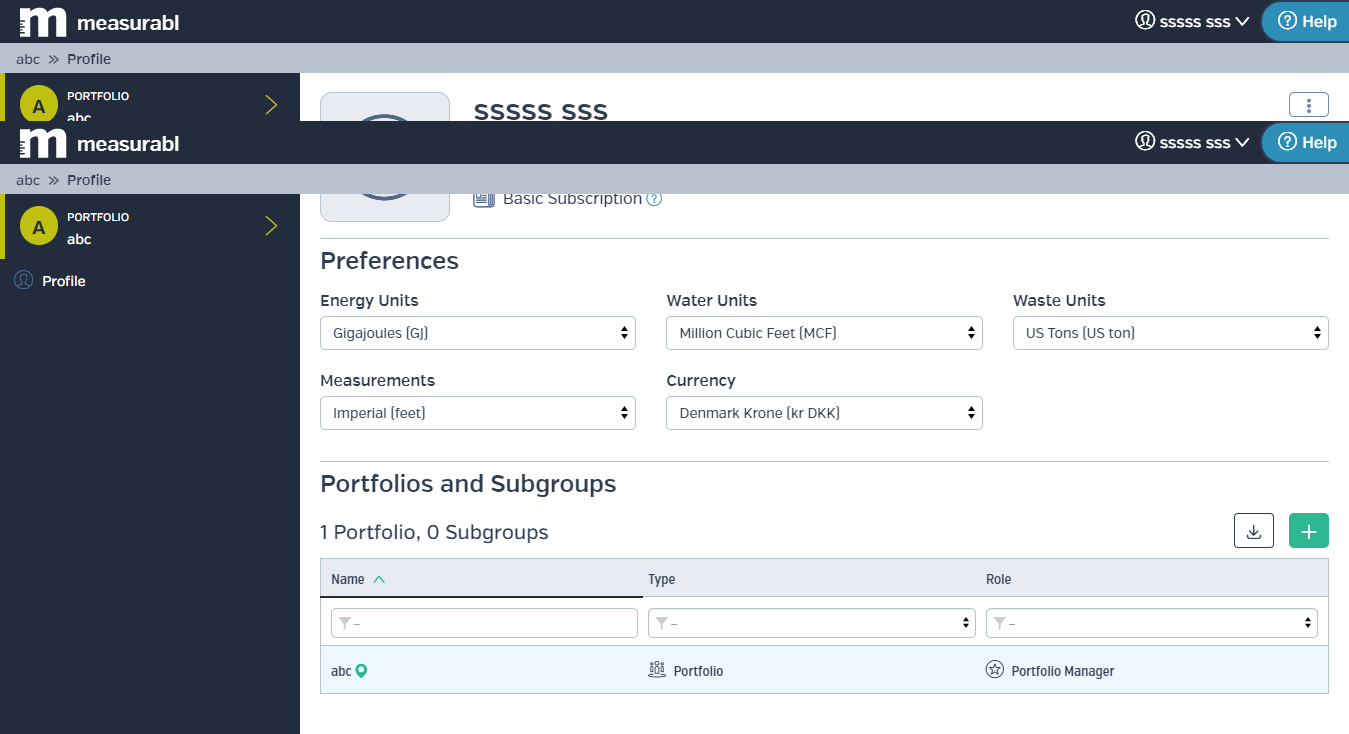 measurabl
sssss sss
Help
abc » Profile
A
PORTFOLIO
abc
sssss sss
measurabl
sssss sss
Help
abc » Profile
A
PORTFOLIO
abc
Profile
Basic Subscription
Preferences
Energy Units
Water Units
Waste Units
Gigajoules (GJ)
Million Cubic Feet (MCF)
US Tons (US ton)
Measurements
Currency
Imperial (feet)
Denmark Krone (kr DKK)
Portfolios and Subgroups
1 Portfolio, 0 Subgroups
Name
Type
Role
–
–
–
abc
Portfolio
Portfolio Manager